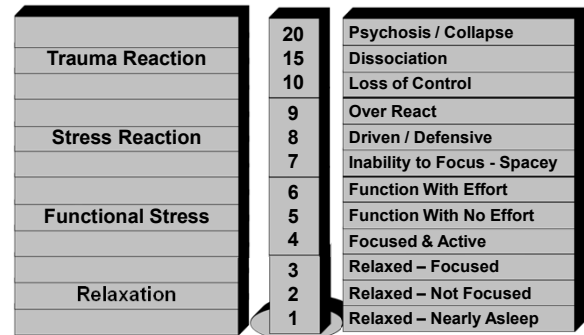 20 Psychosis / Collapse
Trauma Reaction 15 Dissociation
10 Loss of Control
9 Over React
Stress Reaction 8 Driven / Defensive
7 Inability to Focus - Spacey
6 Function With Effort
Functional Stress 5 Function With No Effort
4 Focused & Active
3 Relaxed – Focused
Relaxation 2 Relaxed – Not Focused
1 Relaxed – Nearly Asleep